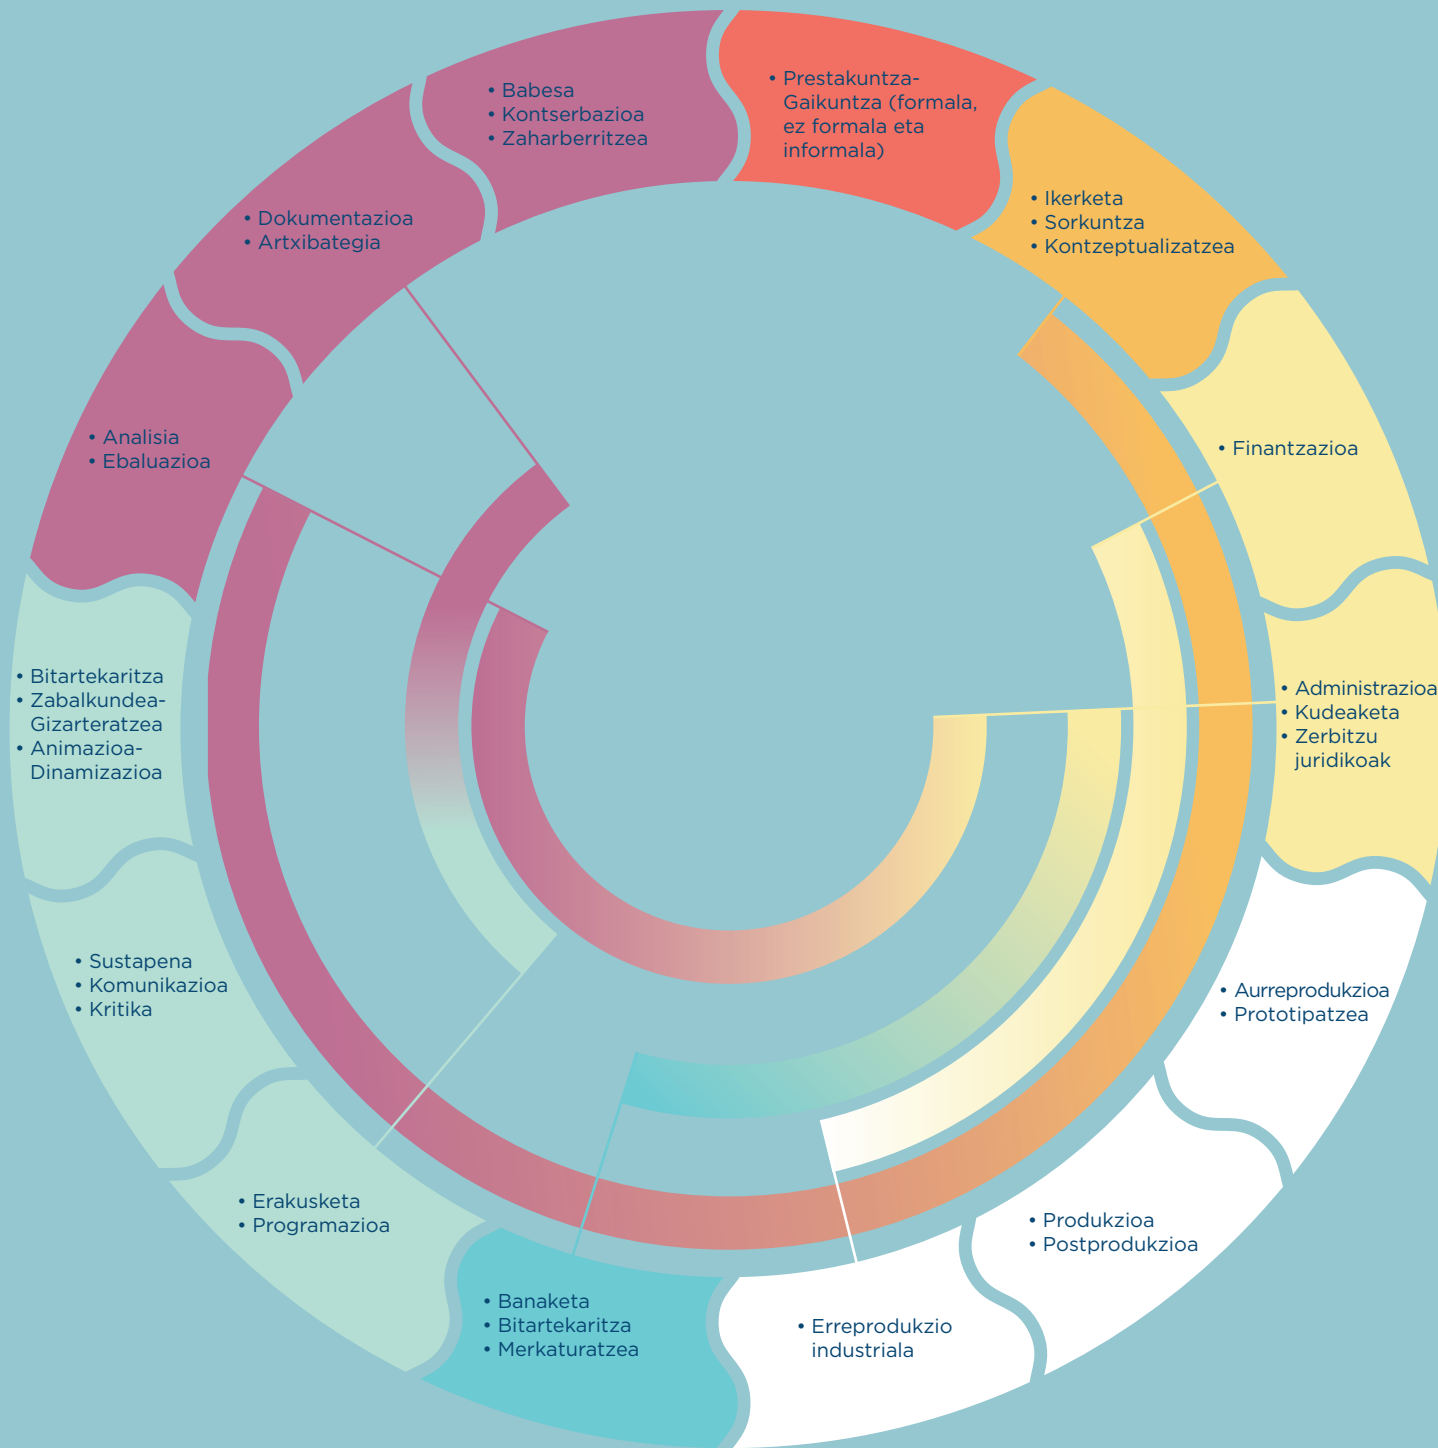 • Prestakuntza-
Gaikuntza (formala,
ez formala eta
informala)
• Ikerketa
• Sorkuntza
• Kontzeptualizatzea
• Finantzazioa
• Administrazioa
• Kudeaketa
• Zerbitzu
juridikoak
• Aurreprodukzioa
• Prototipatzea
• Produkzioa
• Postprodukzioa
• Erreprodukzio
industriala
• Banaketa
• Bitartekaritza
• Merkaturatzea
• Erakusketa
• Programazioa
• Sustapena
• Komunikazioa
• Kritika
• Bitartekaritza
• Zabalkundea-
Gizarteratzea
• Animazioa-
Dinamizazioa
• Analisia
• Ebaluazioa
• Dokumentazioa
• Artxibategia
• Babesa
• Kontserbazioa
• Zaharberritzea